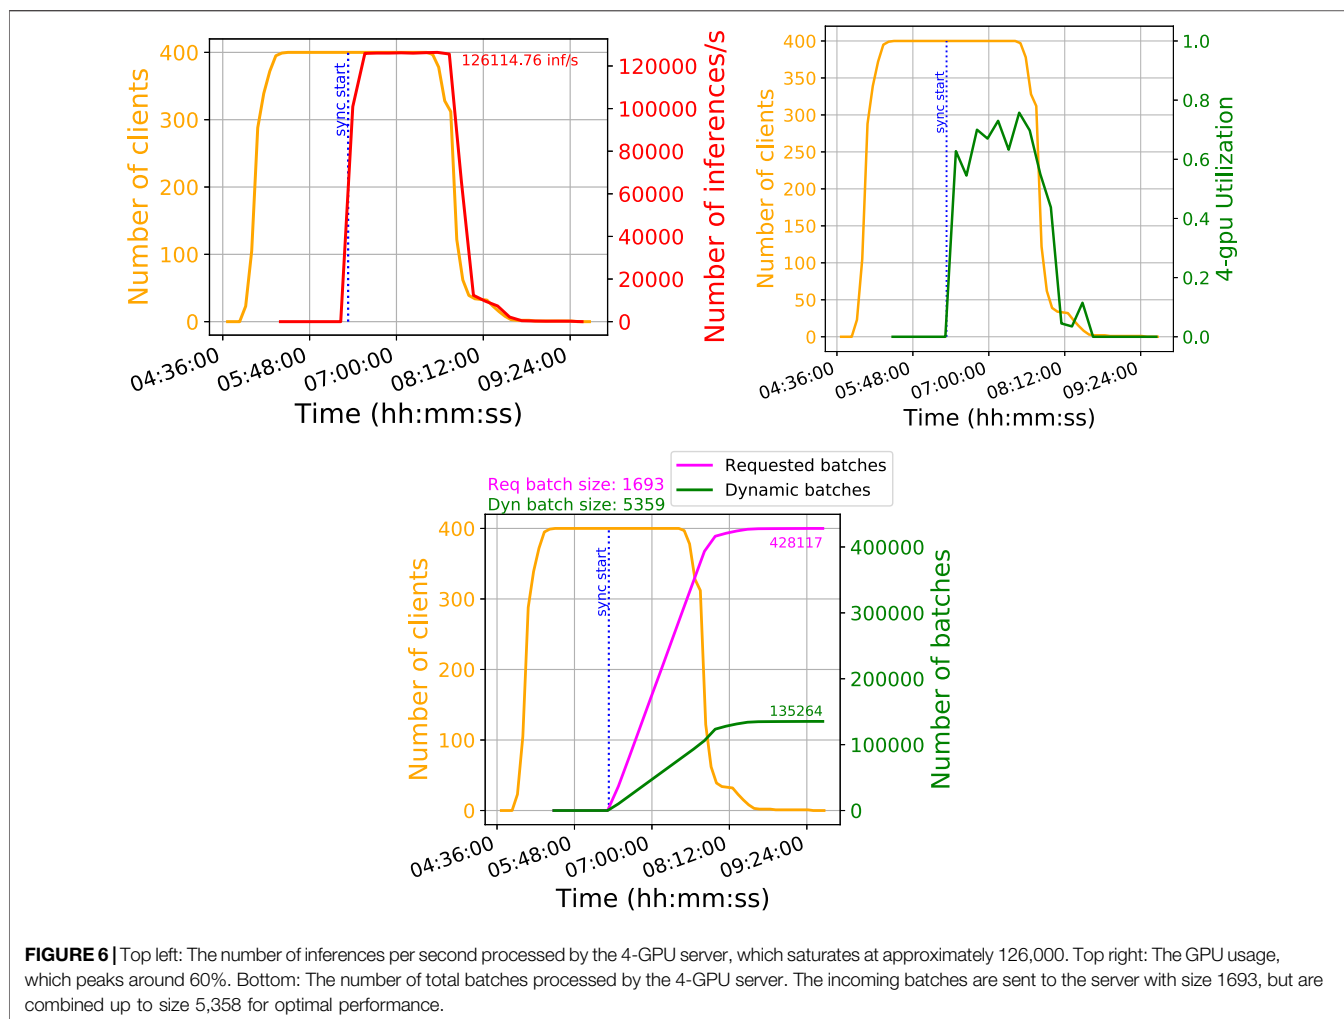 400
300
200
100
0
Number of clients
sync start
126114.76 inf/s
120000
100000
80000
60000
40000
20000
0
Number of inferences/s
04:36:00
05:48:00
07:00:00
08:12:00
09:24:00
Time (hh:mm:ss)
400
350
300
250
200
150
100
50
0
Number of clients
sync start
1.0
0.8
0.6
0.4
0.2
0.0
4-gpu Utilization
04:36:00
05:48:00
07:00:00
08:12:00
09:24:00
Time (hh:mm:ss)
Requested batches
Dynamic batches
Req batch size: 1693
Dyn batch size: 5359
400
300
200
100
0
Number of clients
sync start
428117
135264
400000
300000
200000
100000
0
Number of batches
04:36:00
05:48:00
07:00:00
08:12:00
09:24:00
Time (hh:mm:ss)
FIGURE 6 | Top left: The number of inferences per second processed by the 4-GPU server, which saturates at approximately 126,000. Top right: The GPU usage,
which peaks around 60%. Bottom: The number of total batches processed by the 4-GPU server. The incoming batches are sent to the server with size 1693, but are
combined up to size 5,358 for optimal performance.